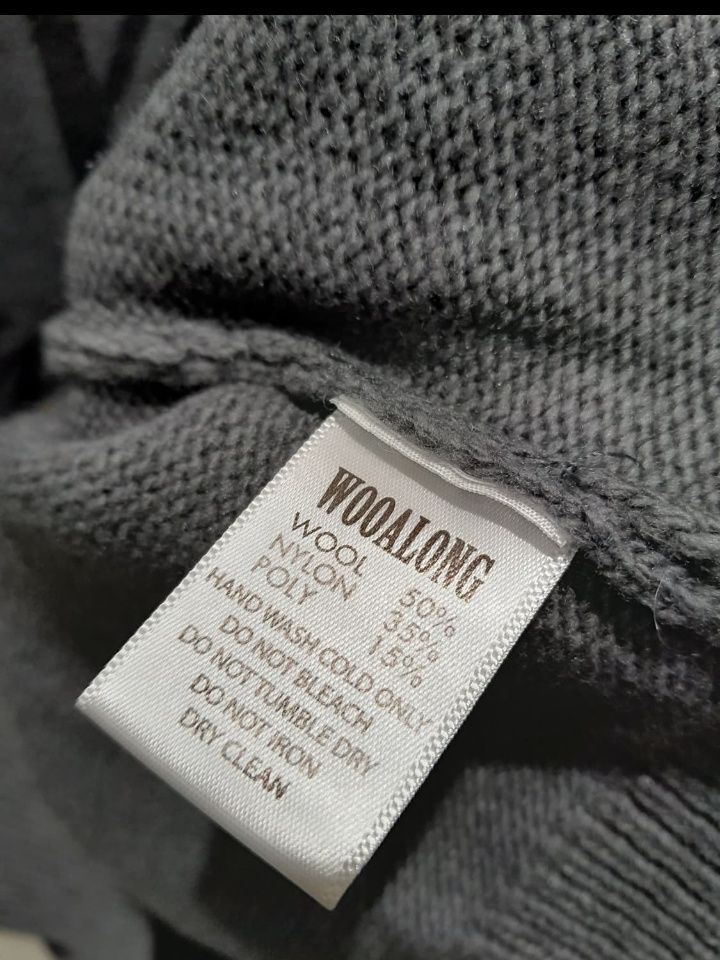 WOOALONG
WOOL 50%
NYLON 35%
POLY 15%
HAND WASH COLD ONLY
DO NOT BLEACH
DO NOT TUMBLE DRY
DO NOT IRON
DRY CLEAN